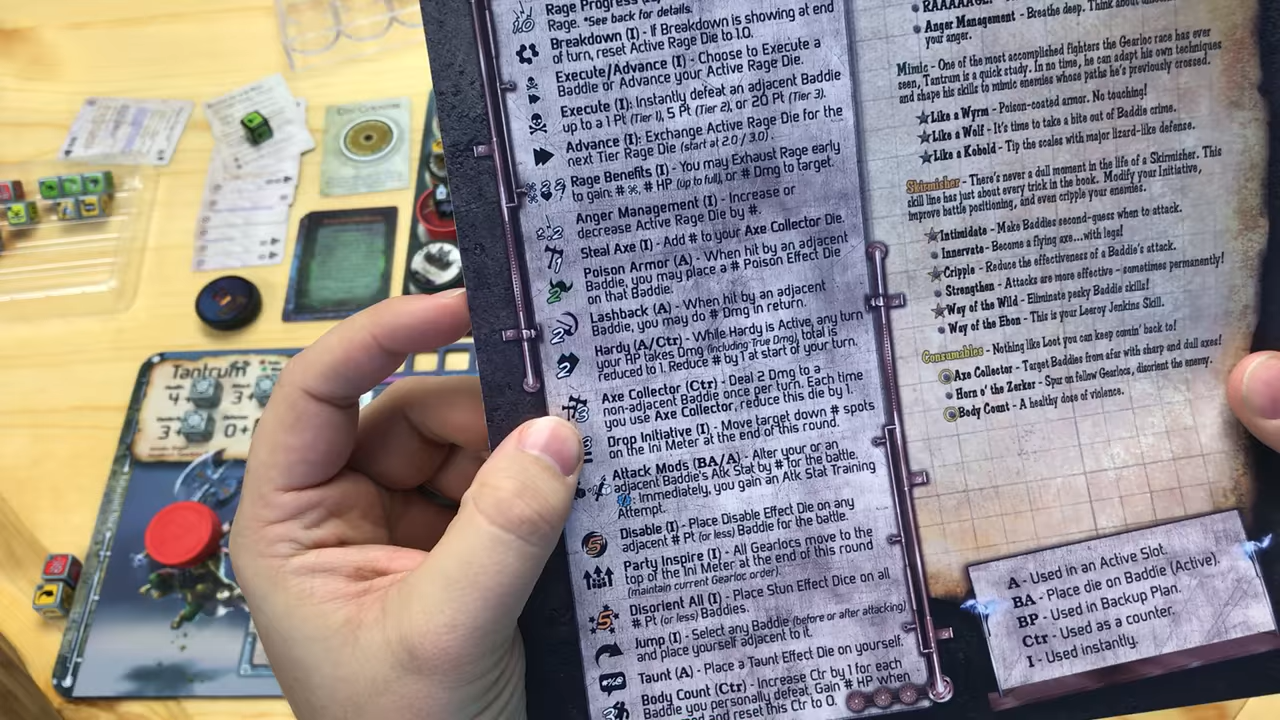 Rage Progress
Rage. *See back for details.
Breakdown (I) - If Breakdown is showing at end
of turn, reset Active Rage Die to 1.0.
Execute/Advance (I) - Choose to Execute a
Baddie or Advance your Active Rage Die.
Execute (I): Instantly defeat an adjacent Baddie
up to a 1 Pt (Tier 1), 5 Pt (Tier 2), or 20 Pt (Tier 3).
Advance (I): Exchange Active Rage Die for the
next Tier Rage Die (start at 2.0 / 3.0).
Rage Benefits (I) - You may Exhaust Rage early
to gain: # , # HP (up to full), or # Dmg to target.
Anger Management (I) - Increase or
decrease Active Rage Die by #.
Steal Axe (I) - Add # to your Axe Collector Die.
Poison Armor (A) - When hit by an adjacent
Baddie, you may place a # Poison Effect Die
on that Baddie.
Lashback (A) - When hit by an adjacent
Baddie, you may do # Dmg in return.
Hardy (A/Ctr) - While Hardy is Active, any turn
your HP takes Dmg (including True Dmg), total is
reduced to 1. Reduce # by 1 at start of your turn.
Axe Collector (Ctr) - Deal 2 Dmg to a
non-adjacent Baddie once per turn. Each time
you use Axe Collector, reduce this die by 1.
Drop Initiative (I) - Move target down # spots
on the Ini Meter at the end of this round.
Attack Mods (BA/A) - Alter your or an
adjacent Baddie's Atk Stat by # for the battle.
: Immediately, you gain an Atk Stat Training
Attempt.
Disable (I) - Place Disable Effect Die on any
adjacent # Pt (or less) Baddie for the battle.
Party Inspire (I) - All Gearlocs move to the
top of the Ini Meter at the end of this round
(maintain current Gearloc order).
Disorient All (I) - Place Stun Effect Dice on all
# Pt (or less) Baddies.
Jump (I) - Select any Baddie (before or after attacking)
and place yourself adjacent to it.
Taunt (A) - Place a Taunt Effect Die on yourself.
Body Count (Ctr) - Increase Ctr by 1 for each
Baddie you personally defeat. Gain # HP when
and reset this Ctr to 0.
Anger Management - Breathe deep. Think about
your anger.
Mimic - One of the most accomplished fighters the Gearloc race has ever
seen, Tantrum is a quick study. In no time, he can adapt his own techniques
and shape his skills to mimic enemies whose paths he's previously crossed.
Like a Wyrm - Poison-coated armor. No touching!
Like a Wolf - It's time to take a bite out of Baddie crime.
Like a Kobold - Tip the scales with major lizard-like defense.
Skirmisher - There's never a dull moment in the life of a Skirmisher. This
skill line has just about every trick in the book. Modify your Initiative,
improve battle positioning, and even cripple your enemies.
Intimidate - Make Baddies second-guess when to attack.
Innervate - Become a flying axe...with legs!
Cripple - Reduce the effectiveness of a Baddie's attack.
Strengthen - Attacks are more effective - sometimes permanently!
Way of the Wild - Eliminate pesky Baddie skills!
Way of the Ebon - This is your Leeroy Jenkins Skill.
Consumables - Nothing like Loot you can keep comin' back to!
Axe Collector - Target Baddies from afar with sharp and dull axes!
Horn o' the Zerker - Spur on fellow Gearlocs, disorient the enemy.
Body Count - A healthy dose of violence.
A - Used in an Active Slot.
BA - Place die on Baddie (Active).
BP - Used in Backup Plan.
Ctr - Used as a counter.
I - Used instantly.
Tantrum
4+
3+
3+
0+